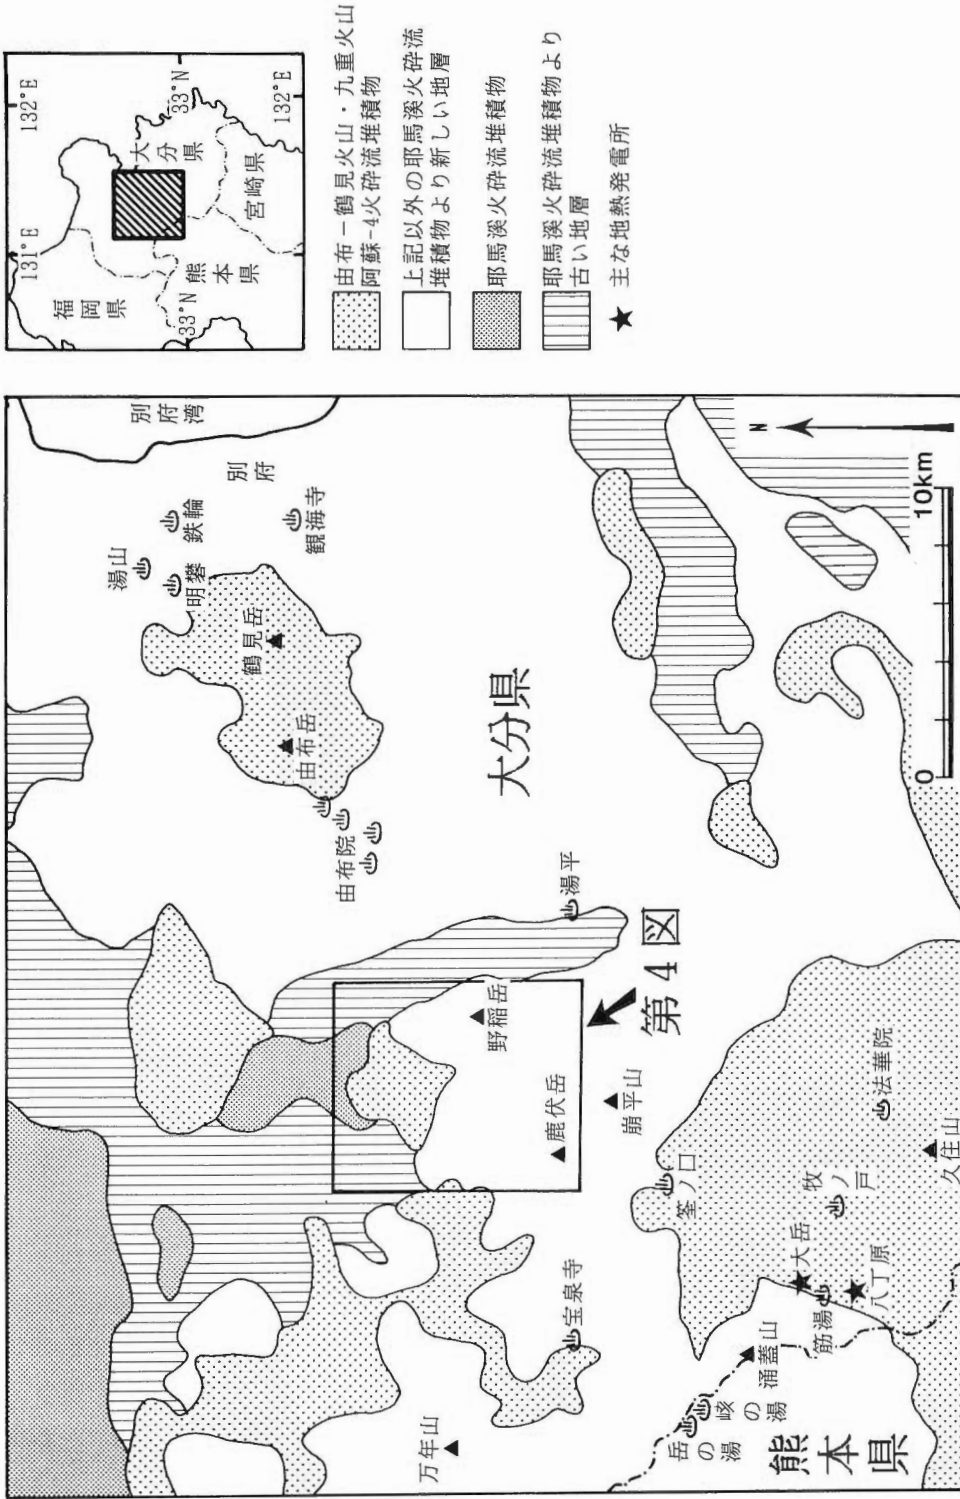 132°E
131°E
福
岡
県
大
分
県
33°N
33°N
熊
本
県
宮崎県
132°E
由布－鶴見火山・九重火山
阿蘇-4火砕流堆積物
上記以外の耶馬溪火砕流
堆積物より新しい地層
耶馬溪火砕流堆積物
耶馬溪火砕流堆積物より
古い地層
主な地熱発電所
別
府
湾
別
府
湯山
鉄輪
明礬
鶴見岳
観海寺
由布岳
由布院
大分県
湯平
野稲岳
鹿伏岳
第4図
崩平山
万年山
宝泉寺
筌ノ口
法華院
牧
ノ
戸
大岳
久住山
八丁原
筋湯
涌蓋山
岐の湯
岳の湯
熊本県
N
0
10km